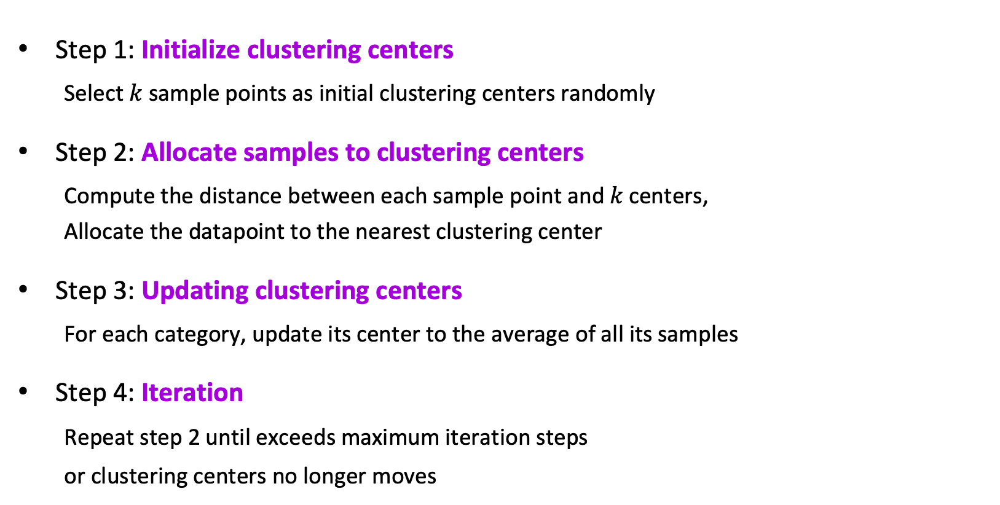 • Step 1: Initialize clustering centers
Select k sample points as initial clustering centers randomly
• Step 2: Allocate samples to clustering centers
Compute the distance between each sample point and k centers,
Allocate the datapoint to the nearest clustering center
• Step 3: Updating clustering centers
For each category, update its center to the average of all its samples
• Step 4: Iteration
Repeat step 2 until exceeds maximum iteration steps
or clustering centers no longer moves